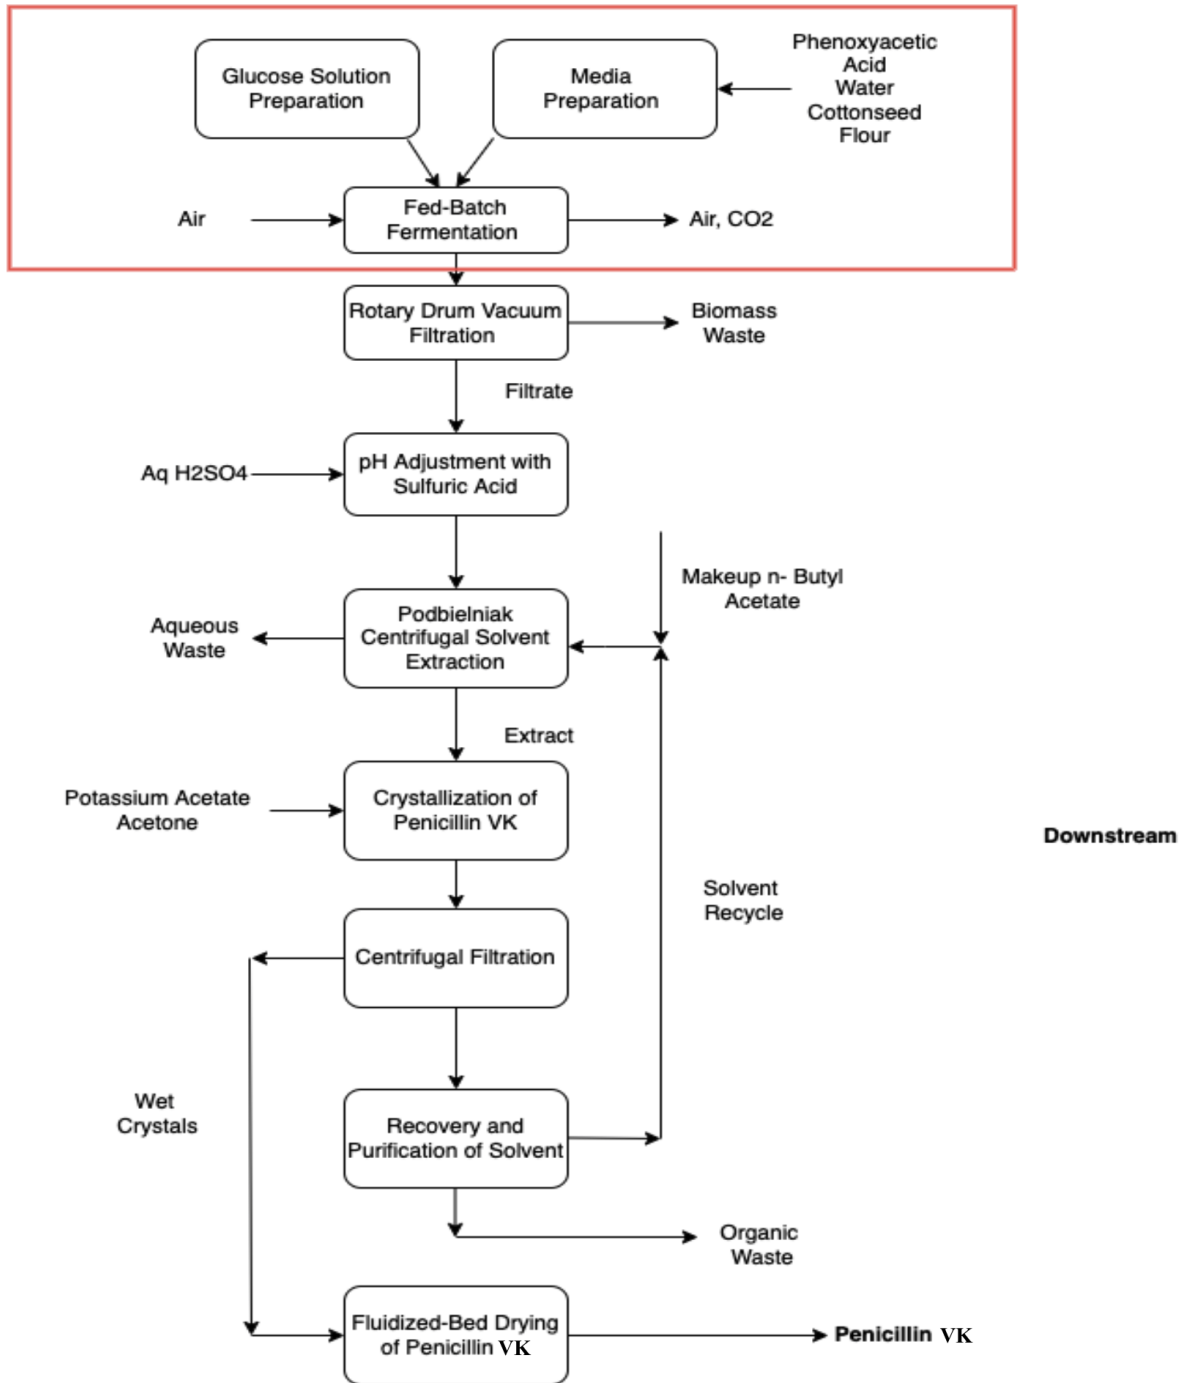 Glucose Solution
Preparation
Media
Preparation
Phenoxyacetic
Acid
Water
Cottonseed
Flour
Air
Fed-Batch
Fermentation
Air, CO2
Rotary Drum Vacuum
Filtration
Biomass
Waste
Filtrate
Aq H2SO4
pH Adjustment with
Sulfuric Acid
Makeup n- Butyl
Acetate
Aqueous
Waste
Podbielniak
Centrifugal Solvent
Extraction
Extract
Potassium Acetate
Acetone
Crystallization of
Penicillin VK
Downstream
Solvent
Recycle
Centrifugal Filtration
Wet
Crystals
Recovery and
Purification of Solvent
Organic
Waste
Fluidized-Bed Drying
of Penicillin VK
Penicillin VK